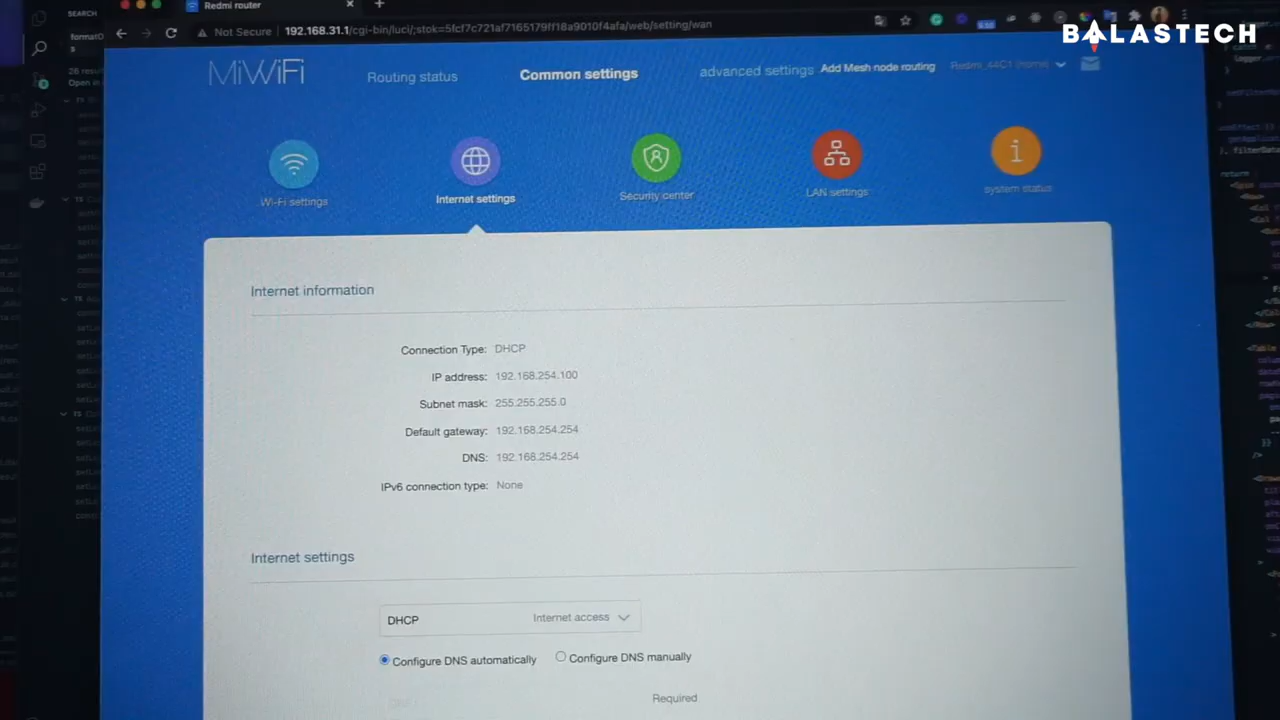 SEARCH
Redmi router
BALASTECH
Not Secure
192.168.31.1/cgi-bin/luci/;stok=5fcf7c721af7165179ff18a9010f4afa/web/setting/wan
MiWiFi
Routing status
Common settings
advanced settings
Add Mesh node routing
Wi-Fi settings
Internet settings
Security center
LAN settings
system status
Internet information
Connection Type: DHCP
IP address: 192.168.254.100
Subnet mask: 255.255.255.0
Default gateway: 192.168.254.254
DNS: 192.168.254.254
IPv6 connection type: None
Internet settings
DHCP
Internet access
Configure DNS automatically
Configure DNS manually
Required